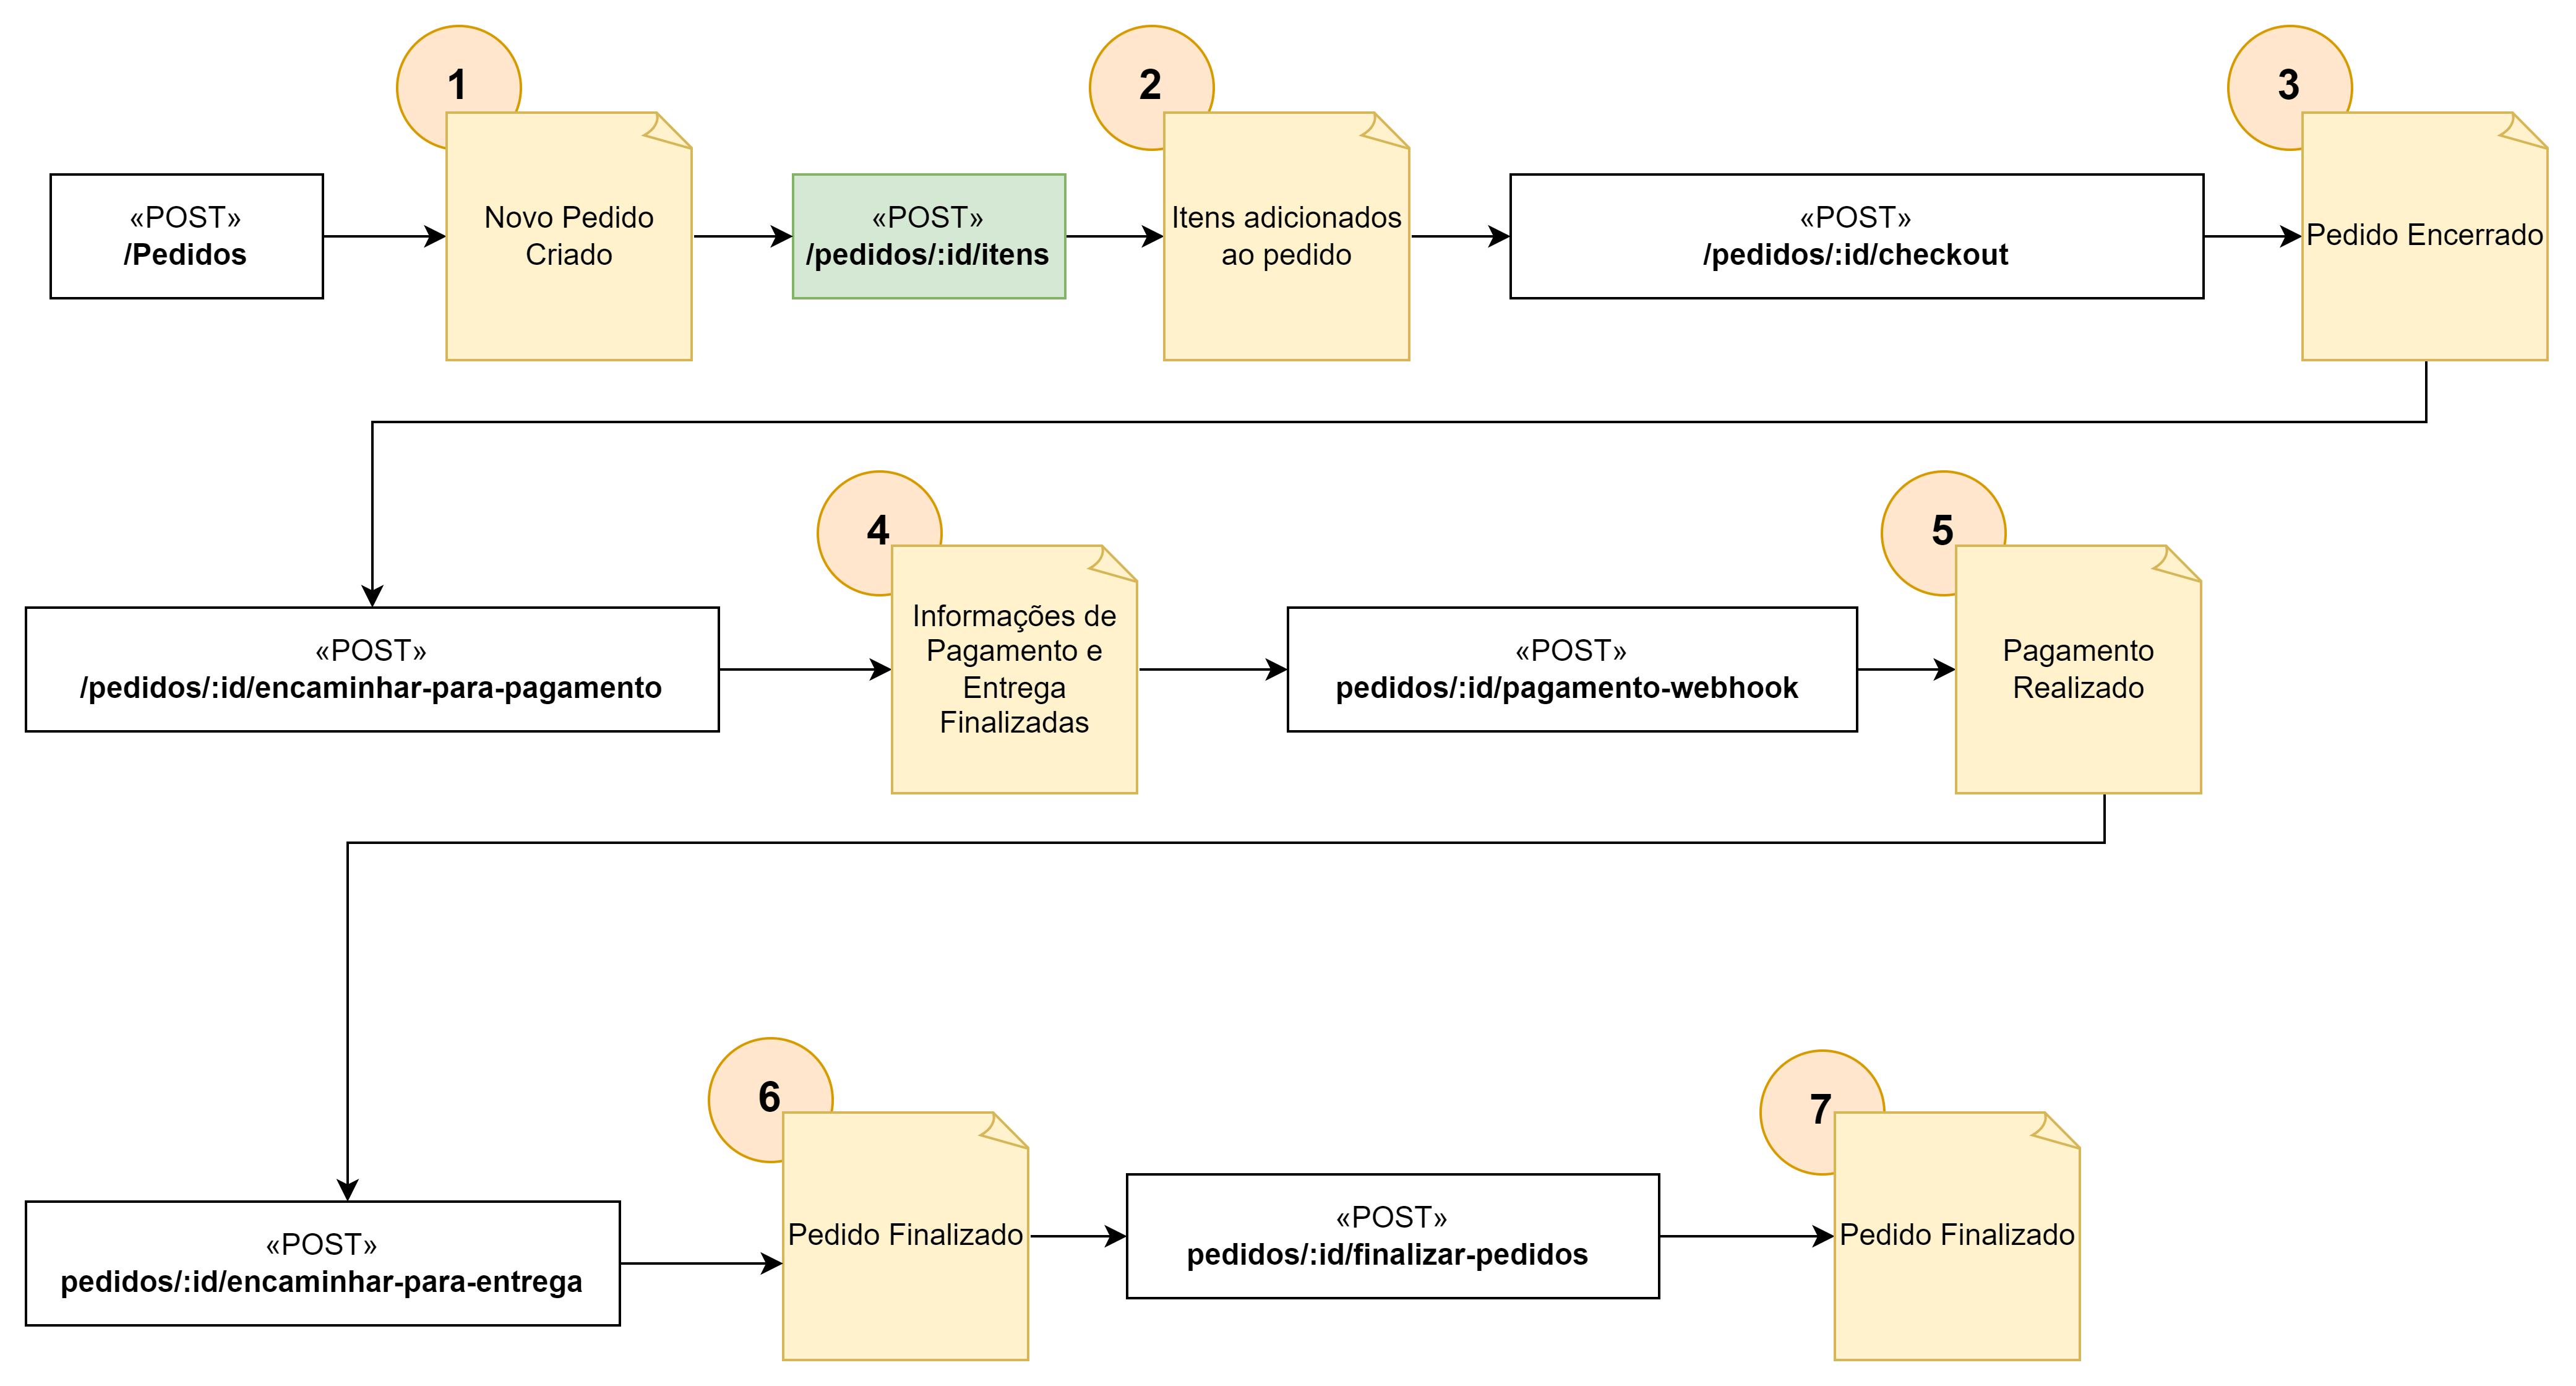 1
«POST»
/Pedidos
Novo Pedido
Criado
«POST»
/pedidos/:id/itens
2
Itens adicionados
ao pedido
«POST»
/pedidos/:id/checkout
3
Pedido Encerrado
«POST»
/pedidos/:id/encaminhar-para-pagamento
4
Informações de
Pagamento e
Entrega
Finalizadas
«POST»
pedidos/:id/pagamento-webhook
5
Pagamento
Realizado
«POST»
pedidos/:id/encaminhar-para-entrega
6
Pedido Finalizado
«POST»
pedidos/:id/finalizar-pedidos
7
Pedido Finalizado